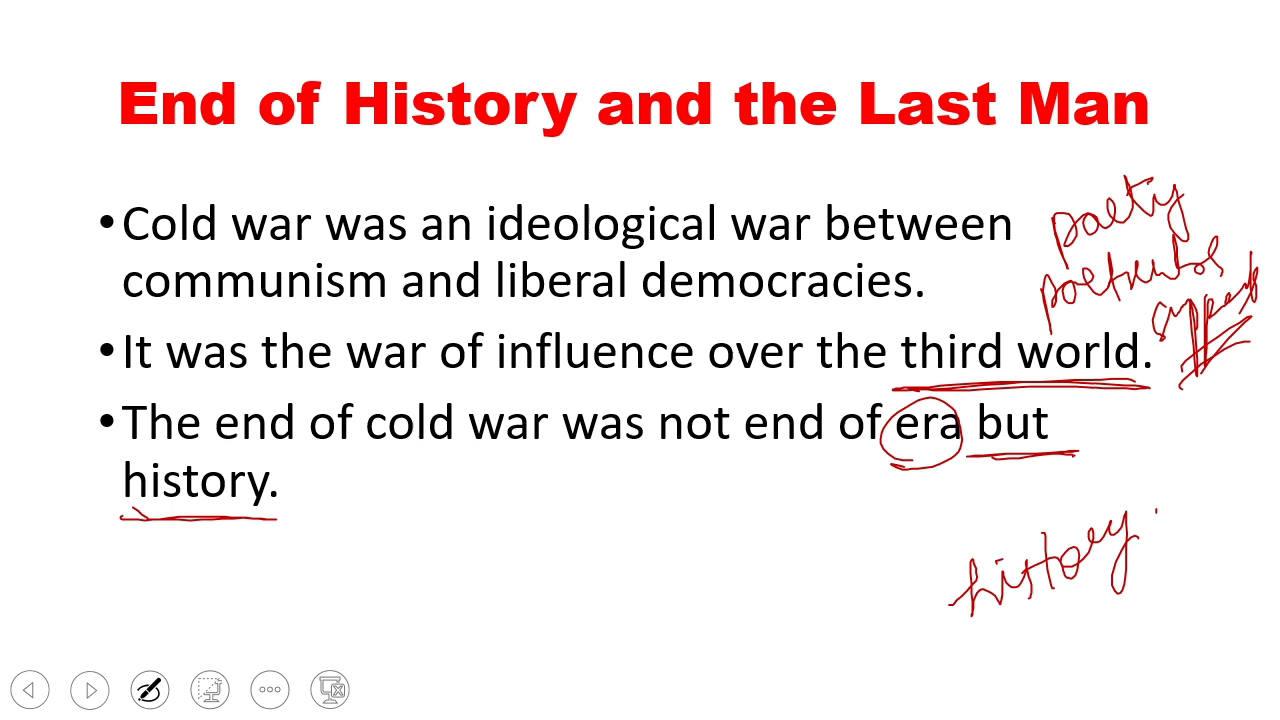 End of History and the Last Man
•Cold war was an ideological war between
communism and liberal democracies.
•It was the war of influence over the third world.
•The end of cold war was not end of era but
history.
party
history.